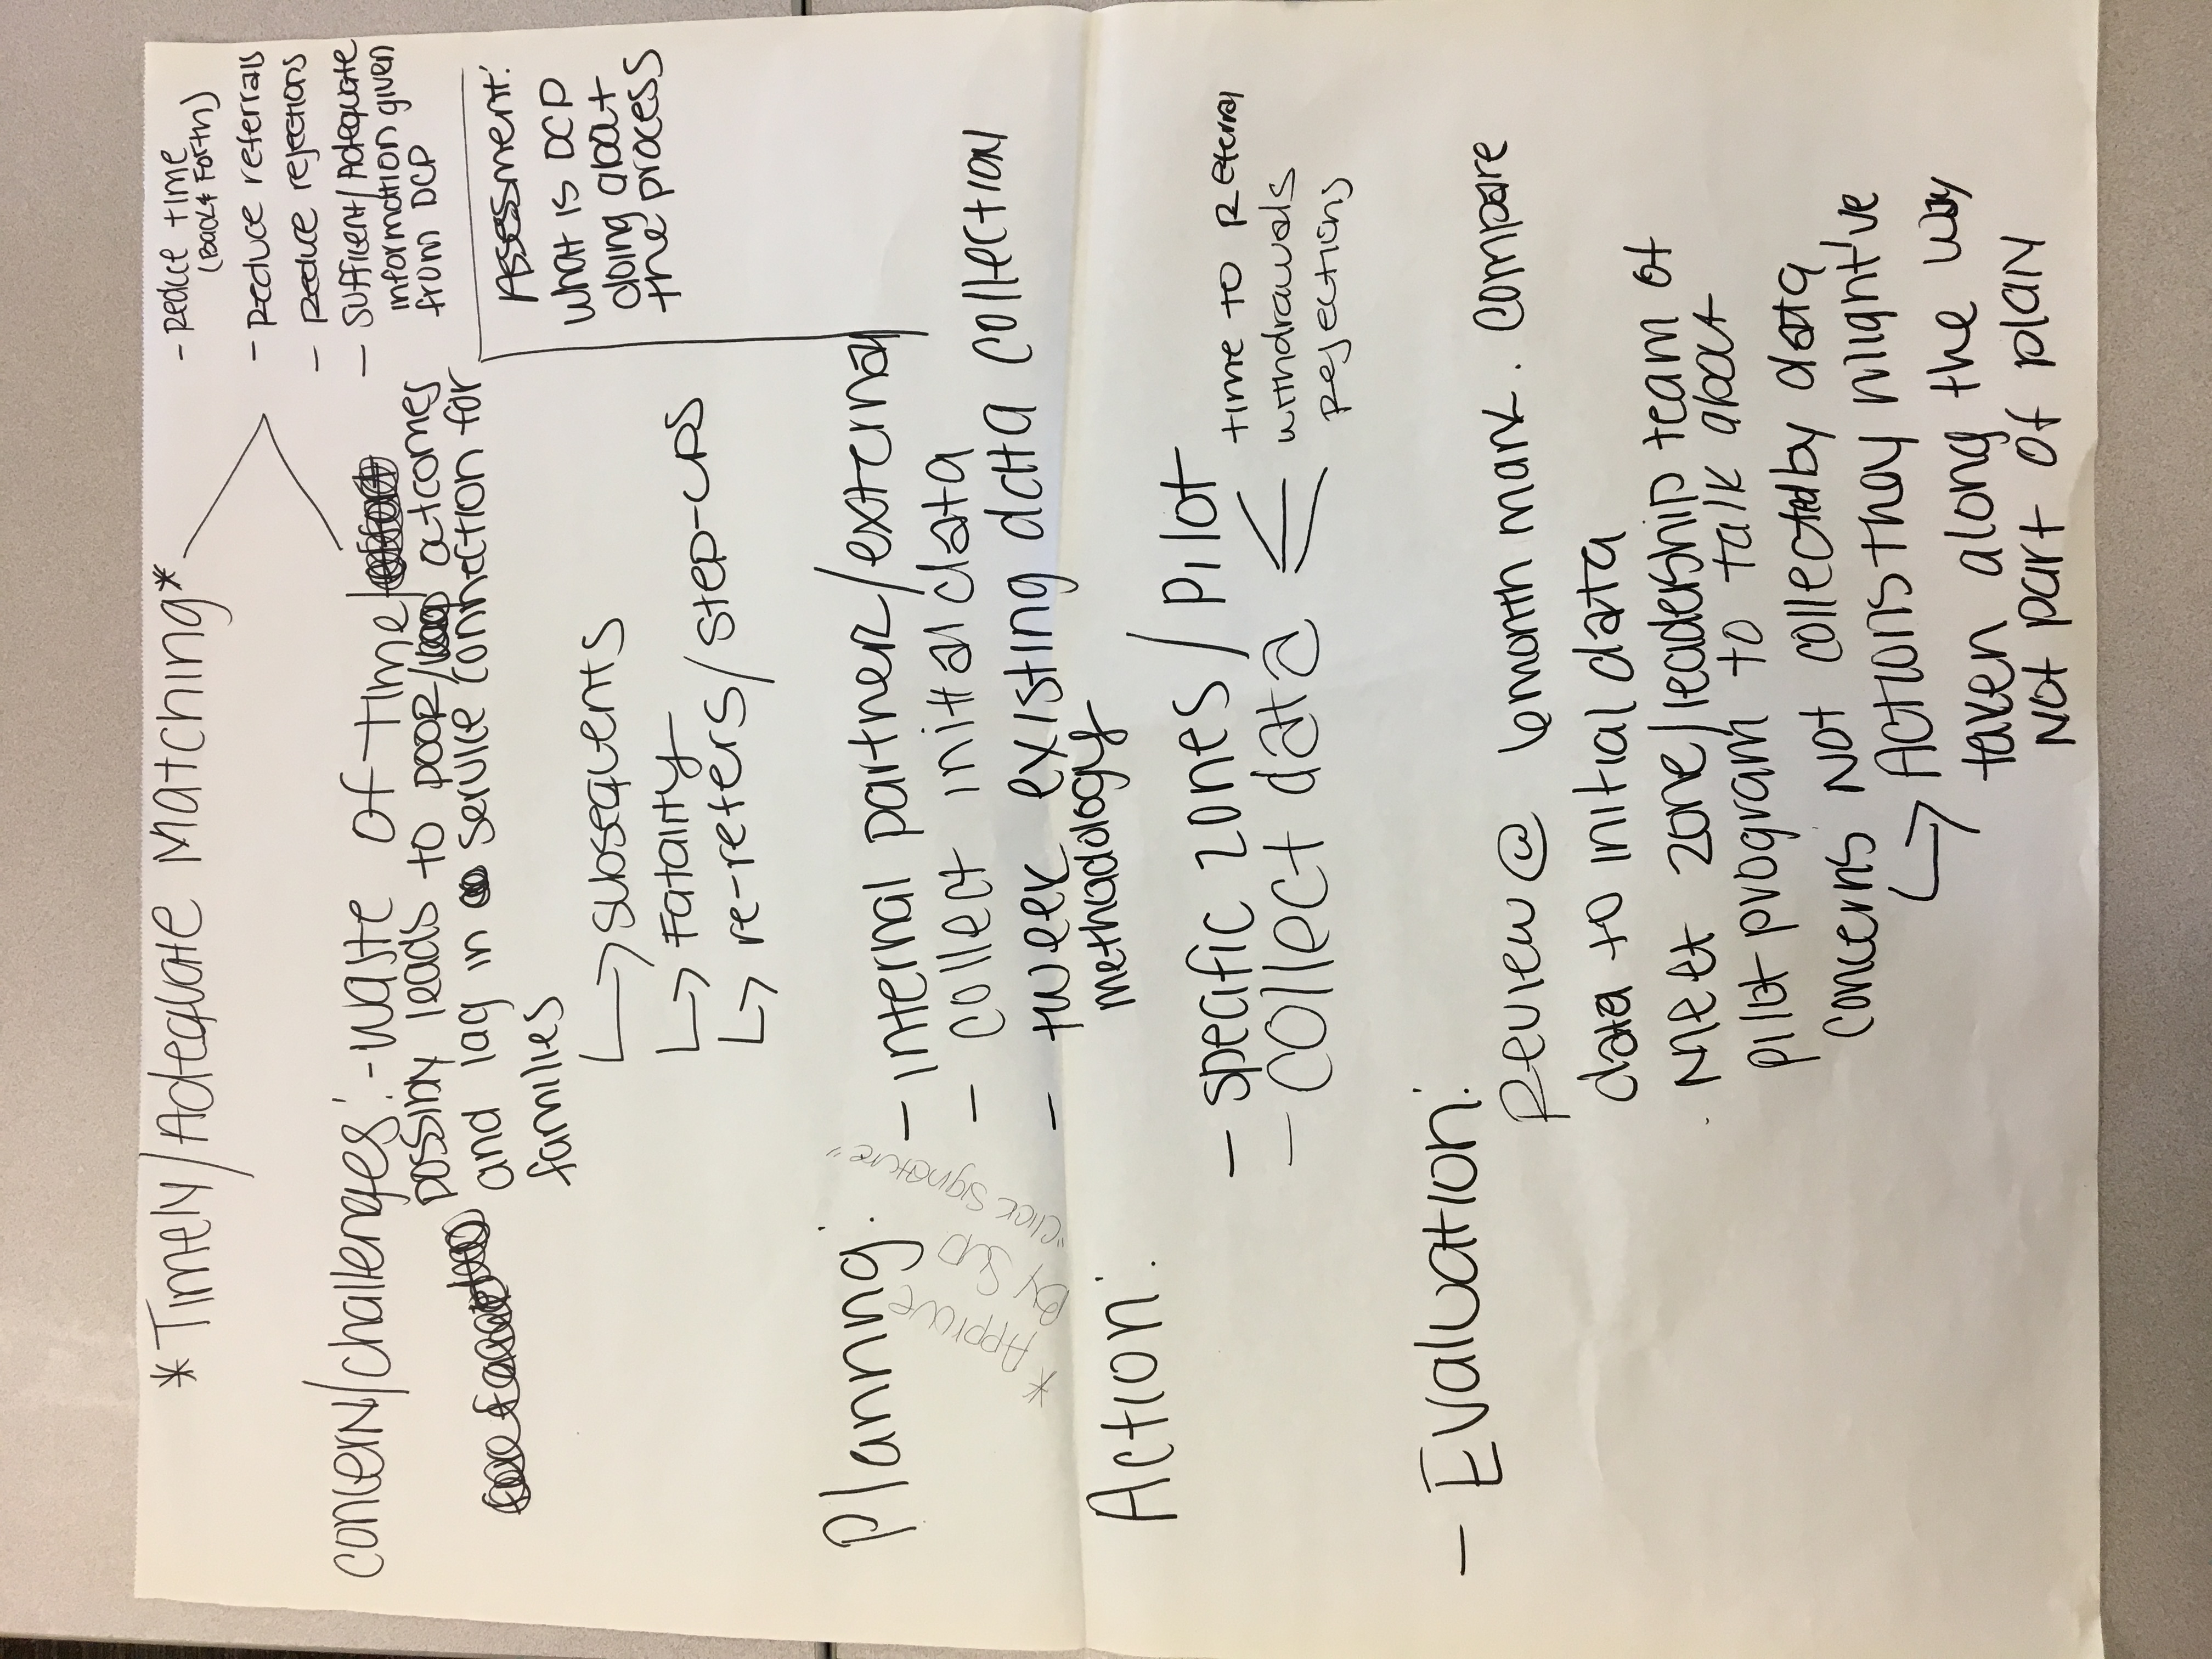 *Timely/Adequate Matching*
- Reduce time
(Back & Forth)
- Reduce referrals
- Reduce rejections
- Sufficent/Adequate
information given
from DCP
Concern/challenges: - waste of time/
possibly leads to poor/ outcomes
and lag in service connection for
families
↳ subsequents
↳ Fatality
↳ re-refers/step-ups
Assessment:
what is DCP
doing about
the process
Planning:
* Approve
By Sup.
"Click Signature"
- internal partner/external
- collect initial data
- tweek existing data collection
methodology
Action:
- specific zones / Pilot
- collect data
time to Referral
withdrawals
Rejections
- Evaluation:
Review @ 6 month mark. Compare
data to initial data
. Meet zone/leadership team of
pilot program to talk about
concerns not collected by data
↳ Actions they might've
taken along the way
not part of plan